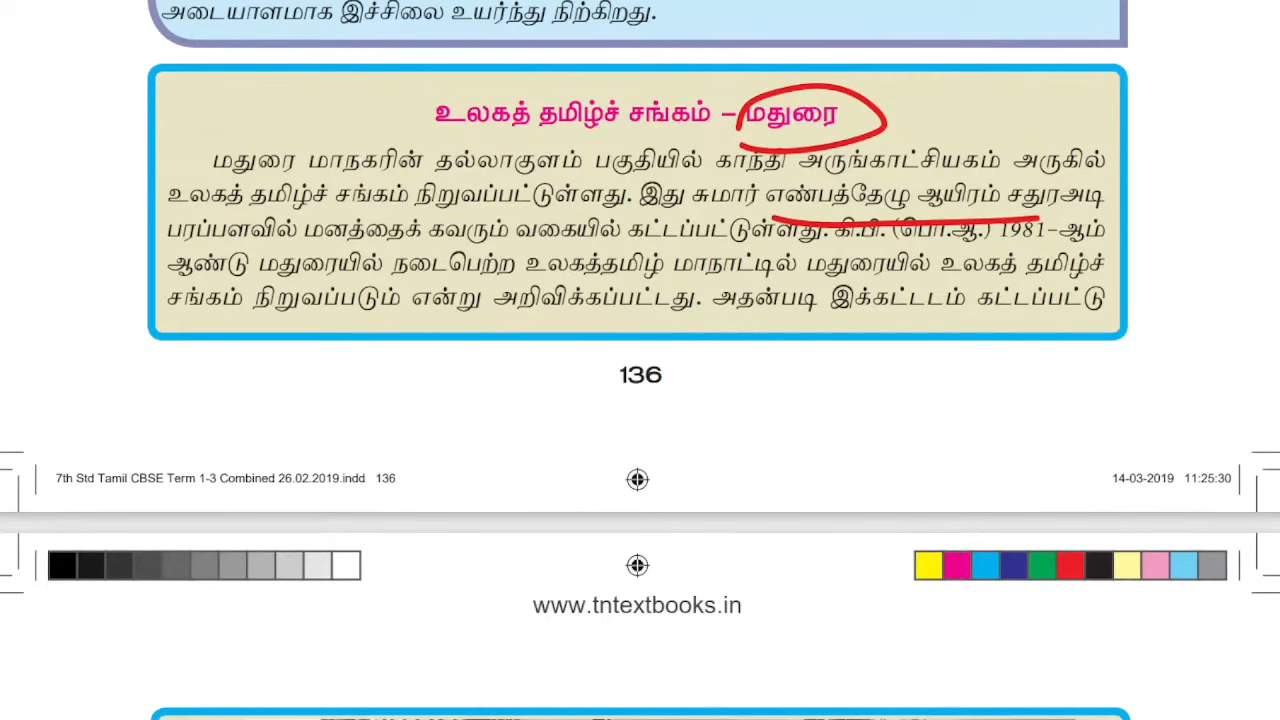 அடையாளமாக இச்சிலை உயர்ந்து நிற்கிறது.
உலகத் தமிழ்ச் சங்கம் – மதுரை
மதுரை மாநகரின் தல்லாகுளம் பகுதியில் காந்தி அருங்காட்சியகம் அருகில்
உலகத் தமிழ்ச் சங்கம் நிறுவப்பட்டுள்ளது. இது சுமார் எண்பத்தேழு ஆயிரம் சதுரஅடி
பரப்பளவில் மனத்தைக் கவரும் வகையில் கட்டப்பட்டுள்ளது. கி.பி. (பொ.ஆ.) 1981-ஆம்
ஆண்டு மதுரையில் நடைபெற்ற உலகத்தமிழ் மாநாட்டில் மதுரையில் உலகத் தமிழ்ச்
சங்கம் நிறுவப்படும் என்று அறிவிக்கப்பட்டது. அதன்படி இக்கட்டடம் கட்டப்பட்டு
136
7th Std Tamil CBSE Term 1-3 Combined 26.02.2019.indd 136
14-03-2019 11:25:30
www.tntextbooks.in